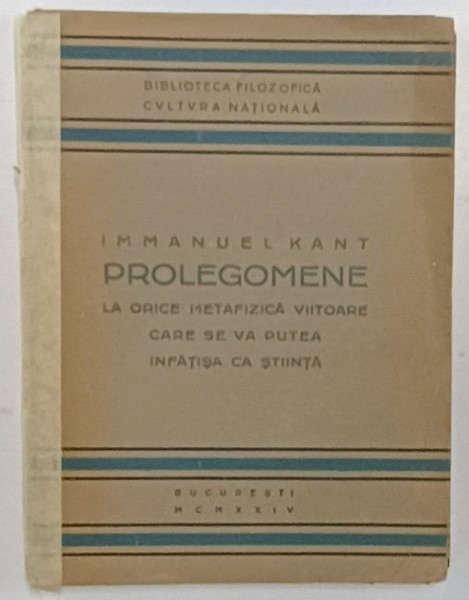 BIBLIOTECA FILOZOFICĂ
CVLTVRA NAȚIONALĂ
IMMANUEL KANT
PROLEGOMENE
LA ORICE METAFIZICĂ VIITOARE
CARE SE VA PUTEA
INFĂȚIȘA CA ȘTIINȚĂ
BUCUREȘTI
MCMXXIV